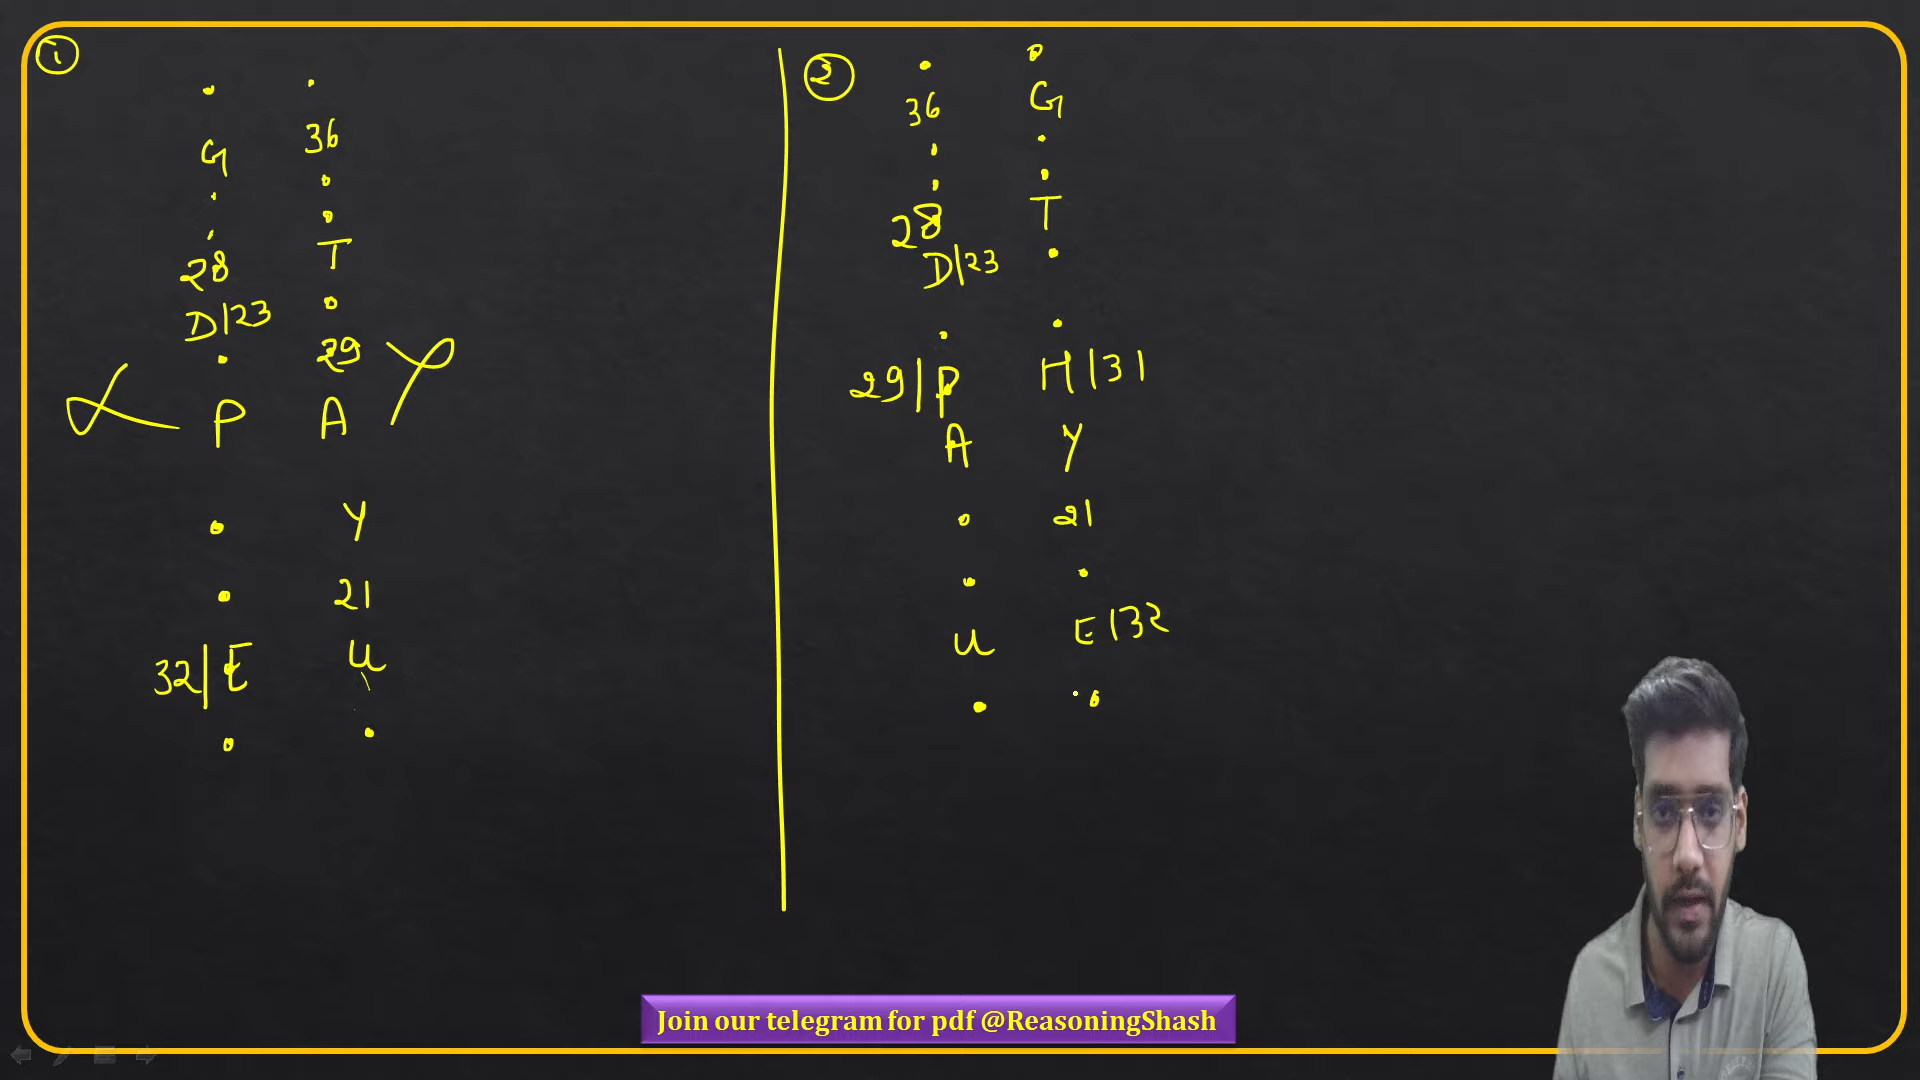 1
G 36
28 T
D|23
29
P A
Y
21
32|E U
2
36 G
28 T
D|23
29|P H|31
A Y
21
U E|32
Join our telegram for pdf @ReasoningShash